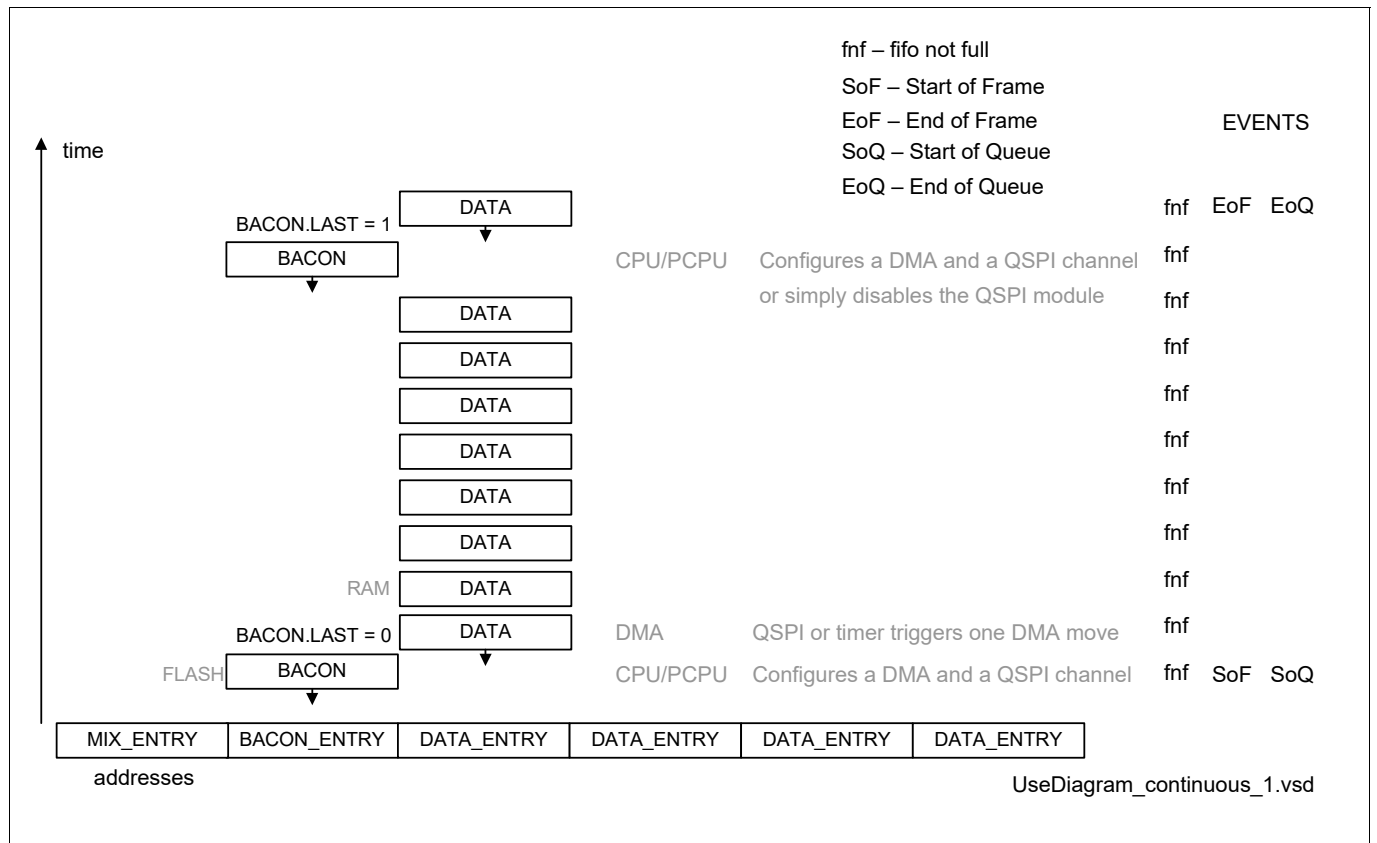 fnf – fifo not full
SoF – Start of Frame
EoF – End of Frame
EVENTS
time
SoQ – Start of Queue
EoQ – End of Queue
DATA
fnf EoF EoQ
BACON.LAST = 1
BACON
CPU/PCPU Configures a DMA and a QSPI channel
fnf
or simply disables the QSPI module
fnf
DATA
DATA
fnf
DATA
fnf
DATA
fnf
DATA
fnf
DATA
fnf
RAM
DATA
fnf
BACON.LAST = 0
DATA
DMA QSPI or timer triggers one DMA move
fnf
FLASH
BACON
CPU/PCPU Configures a DMA and a QSPI channel
fnf SoF SoQ
MIX_ENTRY BACON_ENTRY DATA_ENTRY DATA_ENTRY DATA_ENTRY DATA_ENTRY
addresses
UseDiagram_continuous_1.vsd